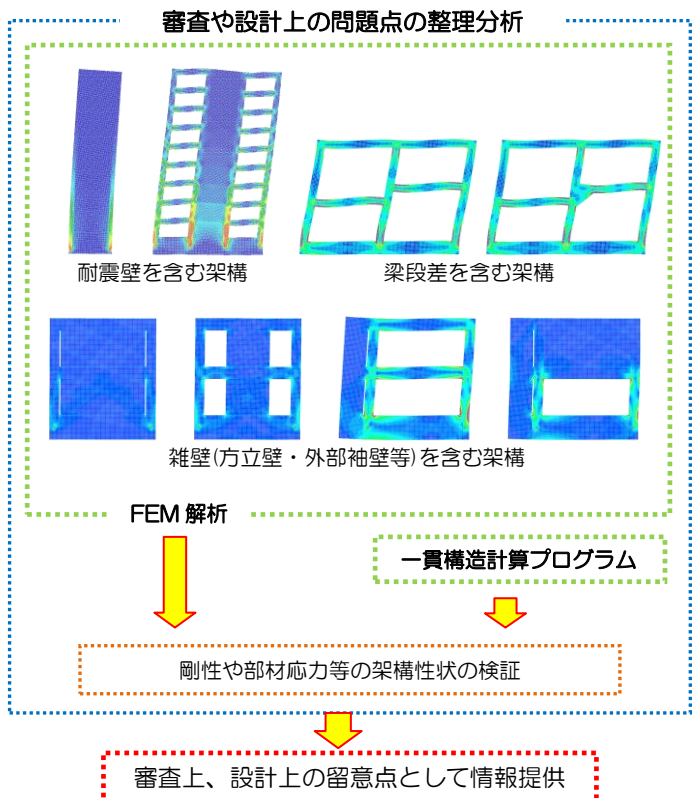 審査や設計上の問題点の整理分析
耐震壁を含む架構
梁段差を含む架構
雑壁(方立壁・外部袖壁等)を含む架構
FEM 解析
一貫構造計算プログラム
剛性や部材応力等の架構性状の検証
審査上、設計上の留意点として情報提供